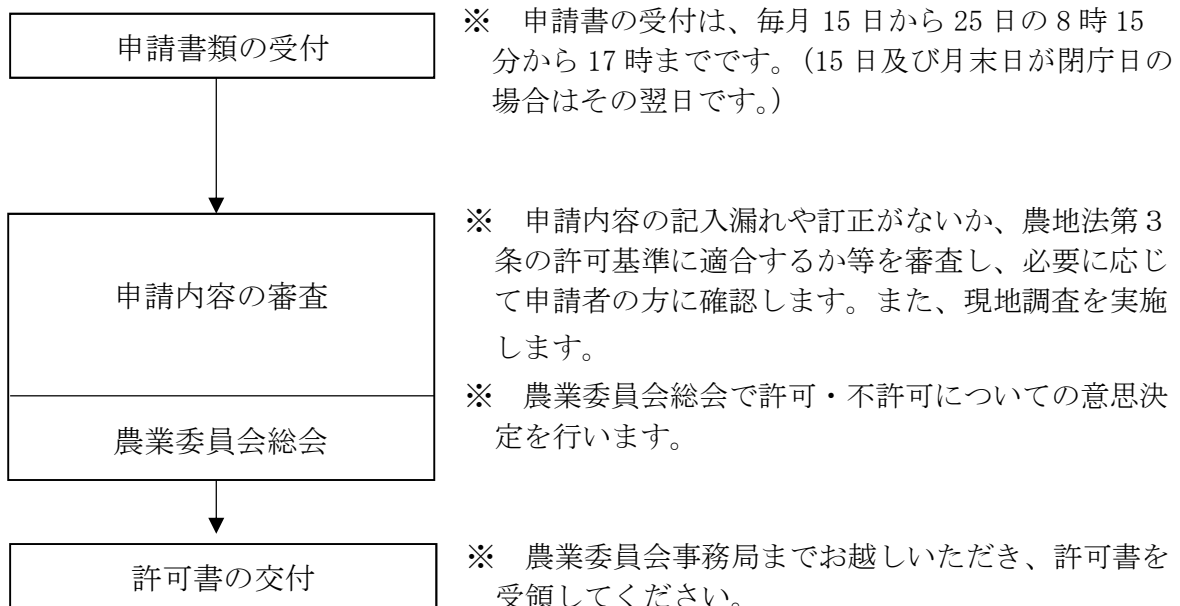 申請書類の受付
※　申請書の受付は、毎月 15 日から 25 日の 8 時 15
分から 17 時までです。(15 日及び月末日が閉庁日の
場合はその翌日です。)
申請内容の審査
※　申請内容の記入漏れや訂正がないか、農地法第３
条の許可基準に適合するか等を審査し、必要に応じ
て申請者の方に確認します。また、現地調査を実施
します。
農業委員会総会
※　農業委員会総会で許可・不許可についての意思決
定を行います。
許可書の交付
※　農業委員会事務局までお越しいただき、許可書を
受領してください。